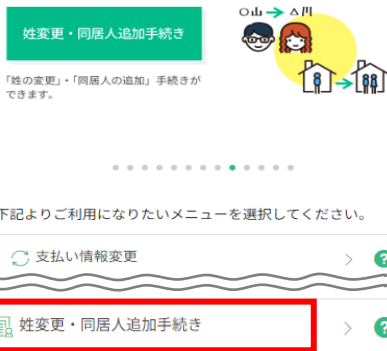 ○山→△川
姓変更・同居人追加手続き
「姓の変更」・「同居人の追加」手続きが
できます。
下記よりご利用になりたいメニューを選択してください。
支払い情報変更
?
姓変更・同居人追加手続き
?